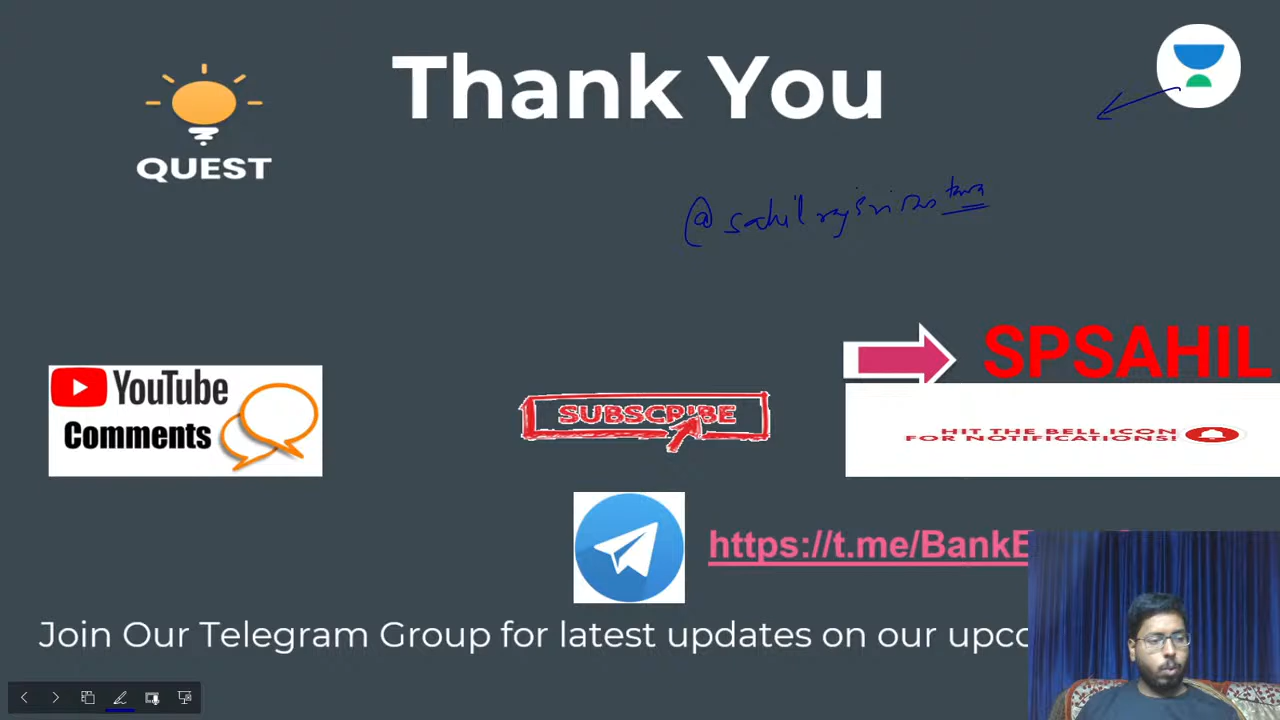 Thank You
QUEST
SPSAHIL
YouTube
Comments
SUBSCRIBE
HIT THE BELL ICON
FOR NOTIFICATIONS!
https://t.me/BankE
Join Our Telegram Group for latest updates on our upco